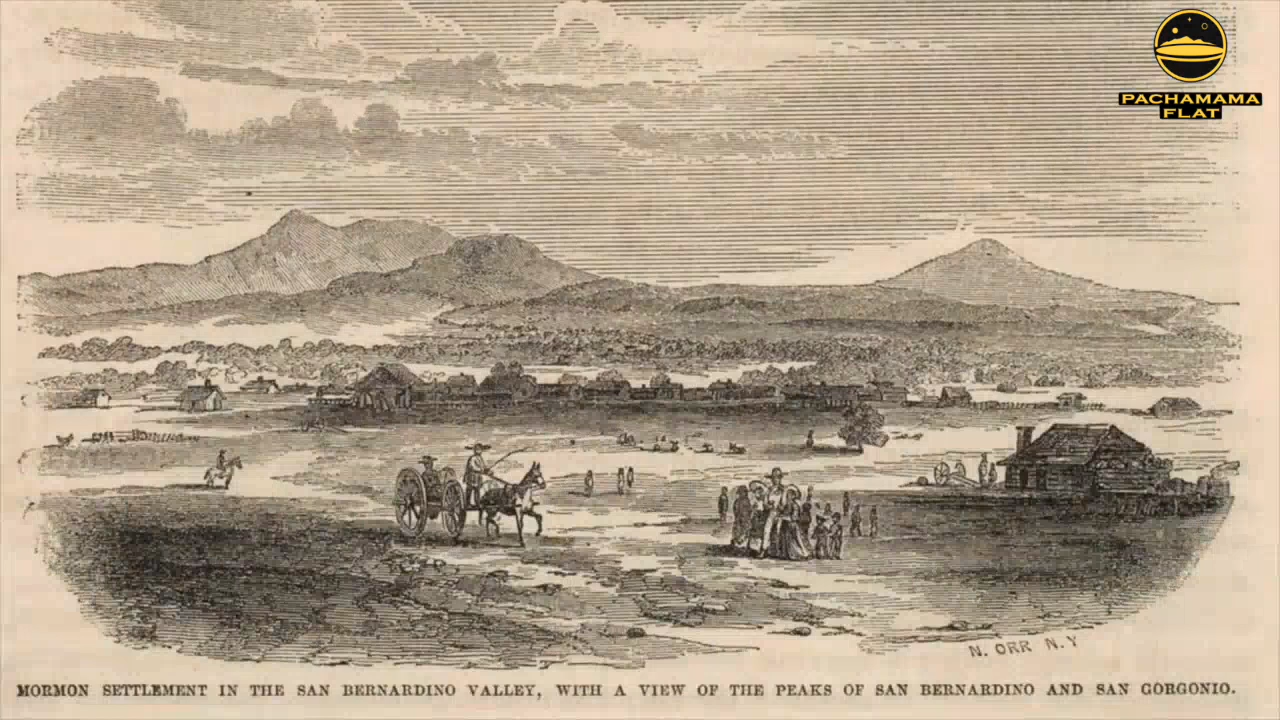 PACHAMAMA
FLAT
N. ORR N.Y
MORMON SETTLEMENT IN THE SAN BERNARDINO VALLEY, WITH A VIEW OF THE PEAKS OF SAN BERNARDINO AND SAN GORGONIO.